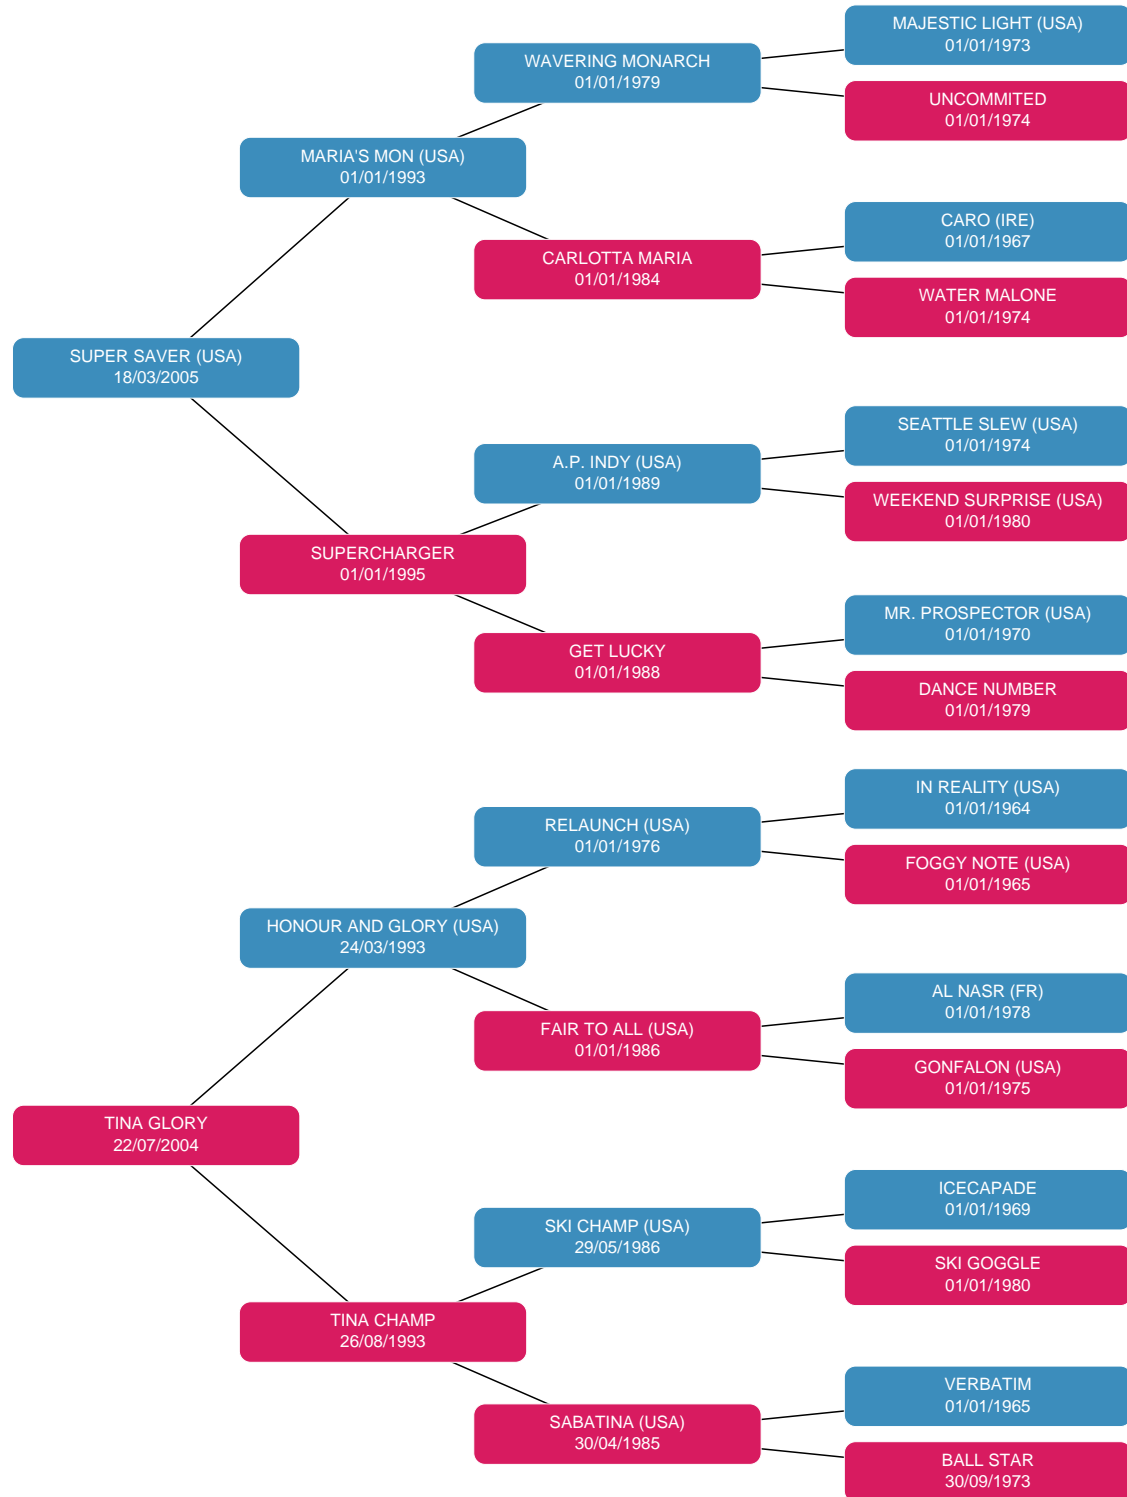 MAJESTIC LIGHT (USA)
01/01/1973
WAVERING MONARCH
01/01/1979
UNCOMMITED
01/01/1974
MARIA'S MON (USA)
01/01/1993
CARO (IRE)
01/01/1967
CARLOTTA MARIA
01/01/1984
WATER MALONE
01/01/1974
SUPER SAVER (USA)
18/03/2005
SEATTLE SLEW (USA)
01/01/1974
A.P. INDY (USA)
01/01/1989
WEEKEND SURPRISE (USA)
01/01/1980
SUPERCHARGER
01/01/1995
MR. PROSPECTOR (USA)
01/01/1970
GET LUCKY
01/01/1988
DANCE NUMBER
01/01/1979
IN REALITY (USA)
01/01/1964
RELAUNCH (USA)
01/01/1976
FOGGY NOTE (USA)
01/01/1965
HONOUR AND GLORY (USA)
24/03/1993
AL NASR (FR)
01/01/1978
FAIR TO ALL (USA)
01/01/1986
GONFALON (USA)
01/01/1975
TINA GLORY
22/07/2004
ICECAPADE
01/01/1969
SKI CHAMP (USA)
29/05/1986
SKI GOGGLE
01/01/1980
TINA CHAMP
26/08/1993
VERBATIM
01/01/1965
SABATINA (USA)
30/04/1985
BALL STAR
30/09/1973